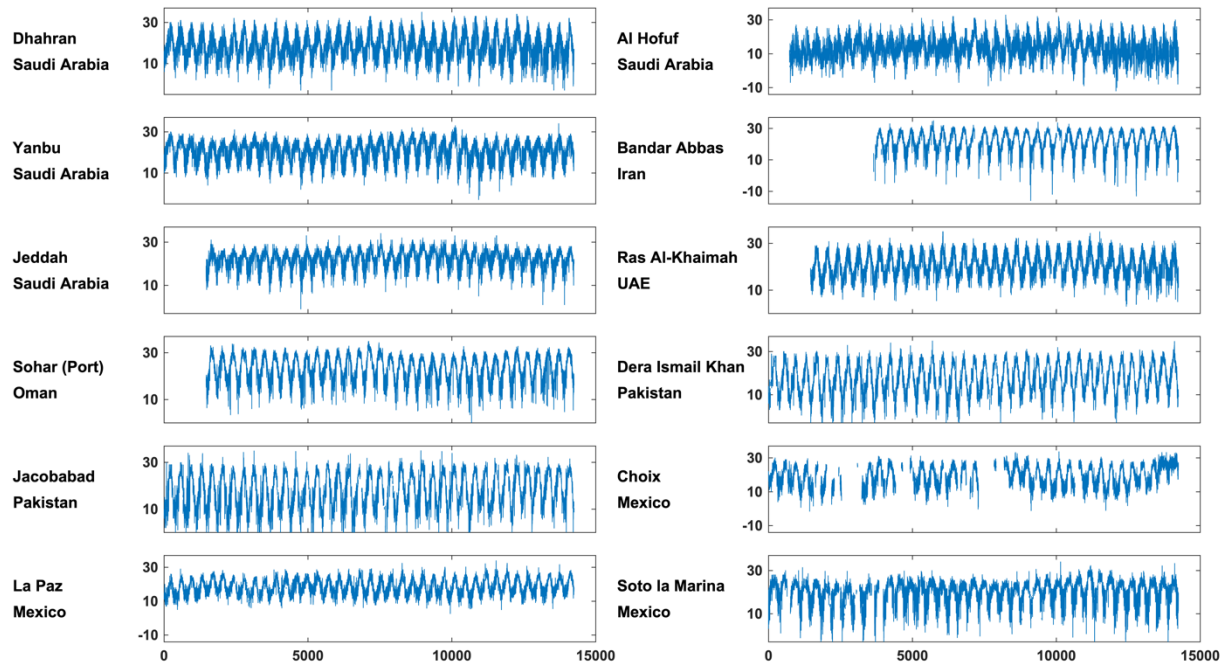 30
10
Dhahran
Saudi Arabia
30
10
-10
Al Hofuf
Saudi Arabia
30
10
Yanbu
Saudi Arabia
30
10
-10
Bandar Abbas
Iran
30
10
Jeddah
Saudi Arabia
30
10
Ras Al-Khaimah
UAE
30
10
Sohar (Port)
Oman
30
10
Dera Ismail Khan
Pakistan
30
10
Jacobabad
Pakistan
30
10
-10
Choix
Mexico
30
10
-10
La Paz
Mexico
30
10
Soto la Marina
Mexico
0 5000 10000 15000
0 5000 10000 15000